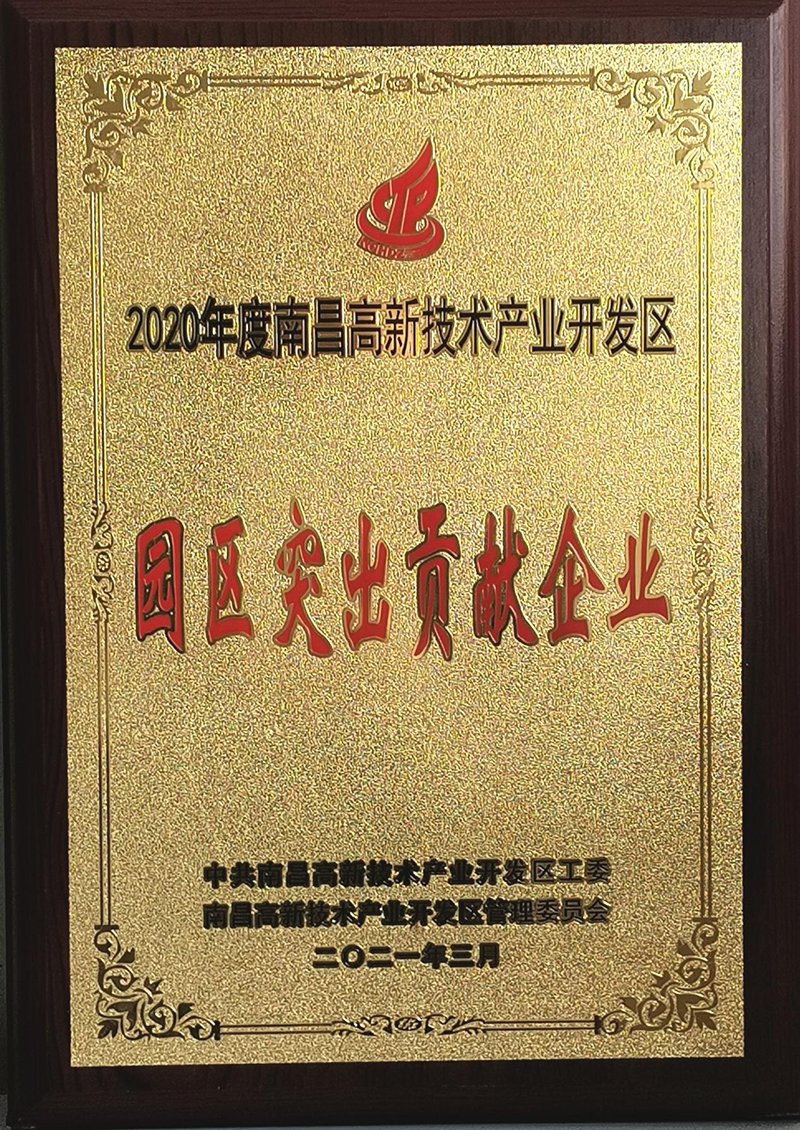 NCHDZ
2020年度南昌高新技术产业开发区
园区突出贡献企业
中共南昌高新技术产业开发区工委
南昌高新技术产业开发区管理委员会
二〇二一年三月